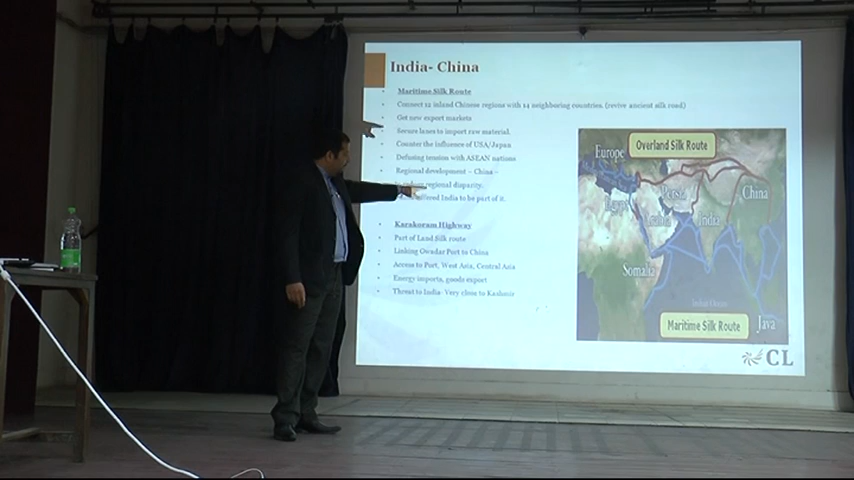 India- China
Maritime Silk Route
Connect 12 inland Chinese regions with 14 neighboring countries. (revive ancient silk road)
Get new export markets
Secure lanes to import raw material.
Counter the influence of USA/Japan
Defusing tension with ASEAN nations
Regional development – China –
regional disparity.
offered India to be part of it.
Karakoram Highway
Part of Land Silk route
Linking Gwadar Port to China
Access to Port, West Asia, Central Asia
Energy imports, goods export
Threat to India- Very close to Kashmir
Overland Silk Route
Europe
China
Persia
Egypt
India
Somalia
Indian Ocean
Maritime Silk Route
Java
CL